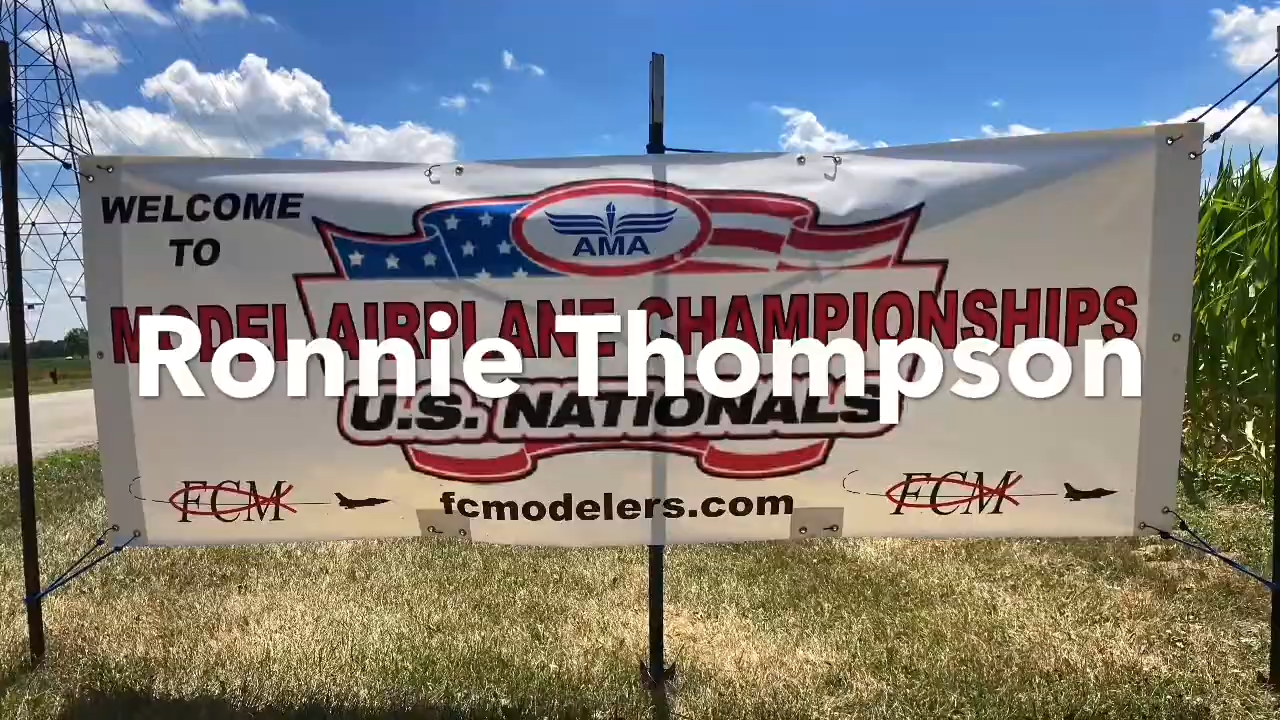 WELCOME
TO
AMA
MODEL AIRPLANE CHAMPIONSHIPS
Ronnie Thompson
U.S. NATIONALS
FCM
fcmodelers.com
FCM